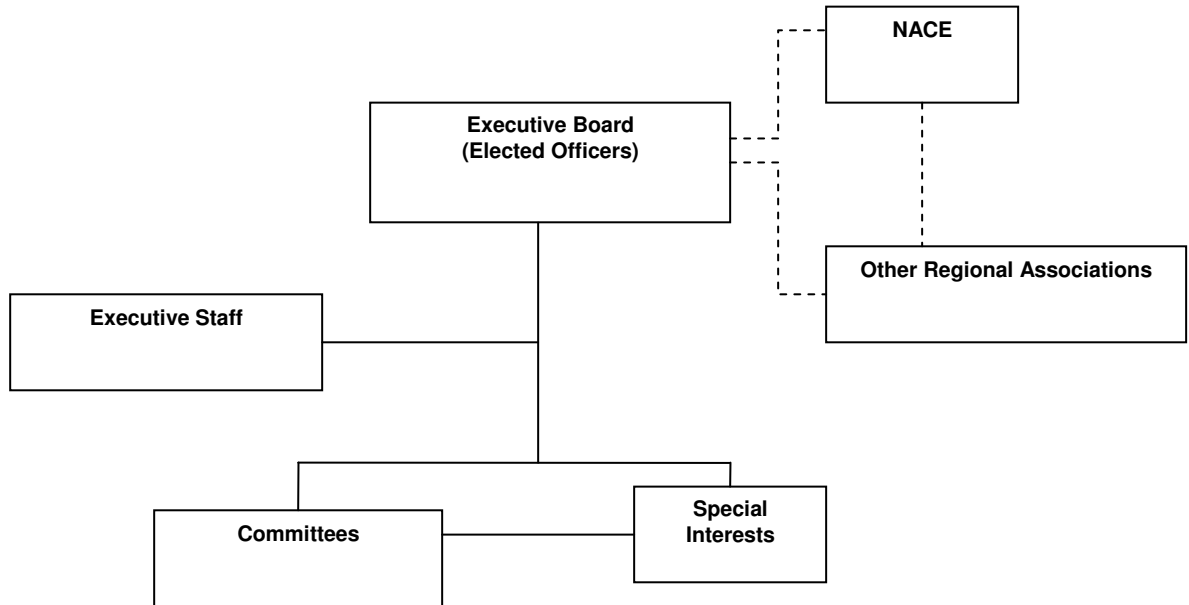 NACE
Executive Board
(Elected Officers)
Other Regional Associations
Executive Staff
Committees
Special
Interests